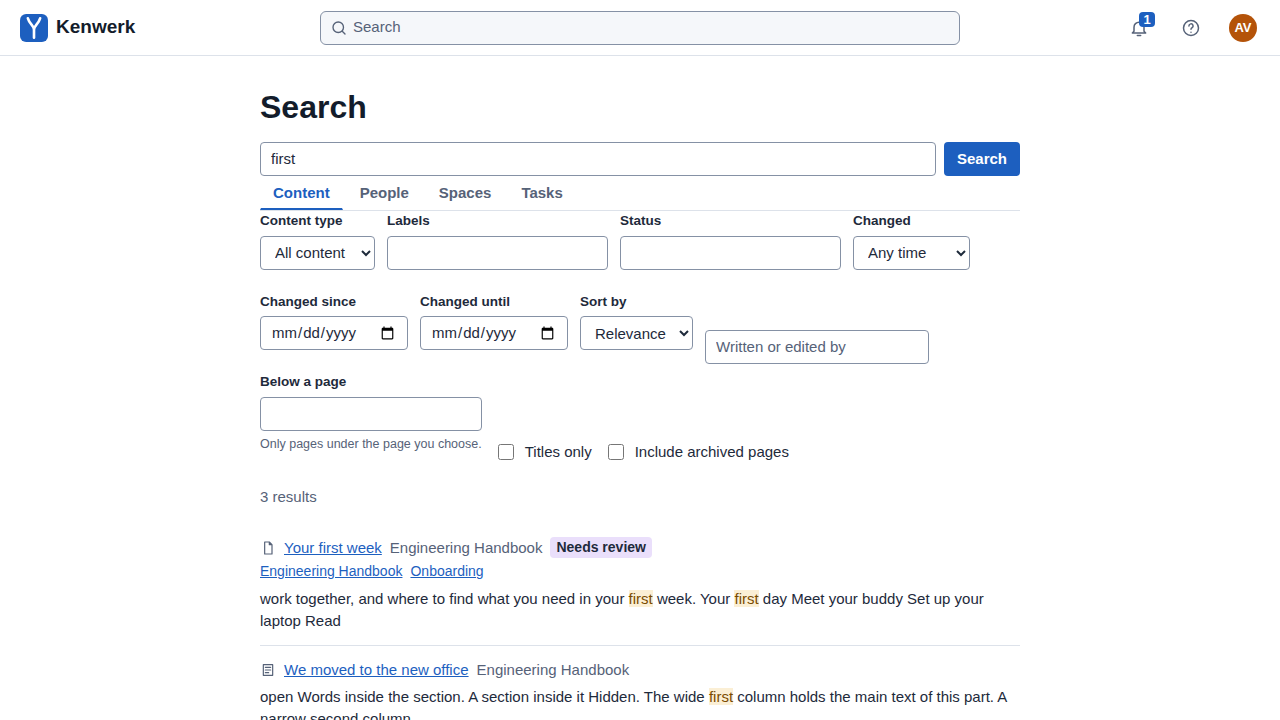 Kenwerk
Search
1
AV
Search
first
Search
Content People Spaces Tasks
Content type Labels Status Changed
All content Any time
Changed since Changed until Sort by
mm/dd/yyyy mm/dd/yyyy Relevance Written or edited by
Below a page
Only pages under the page you choose.
Titles only Include archived pages
3 results
Your first week Engineering Handbook Needs review
Engineering Handbook Onboarding
work together, and where to find what you need in your first week. Your first day Meet your buddy Set up your
laptop Read
We moved to the new office Engineering Handbook
open Words inside the section. A section inside it Hidden. The wide first column holds the main text of this part. A
narrow second column